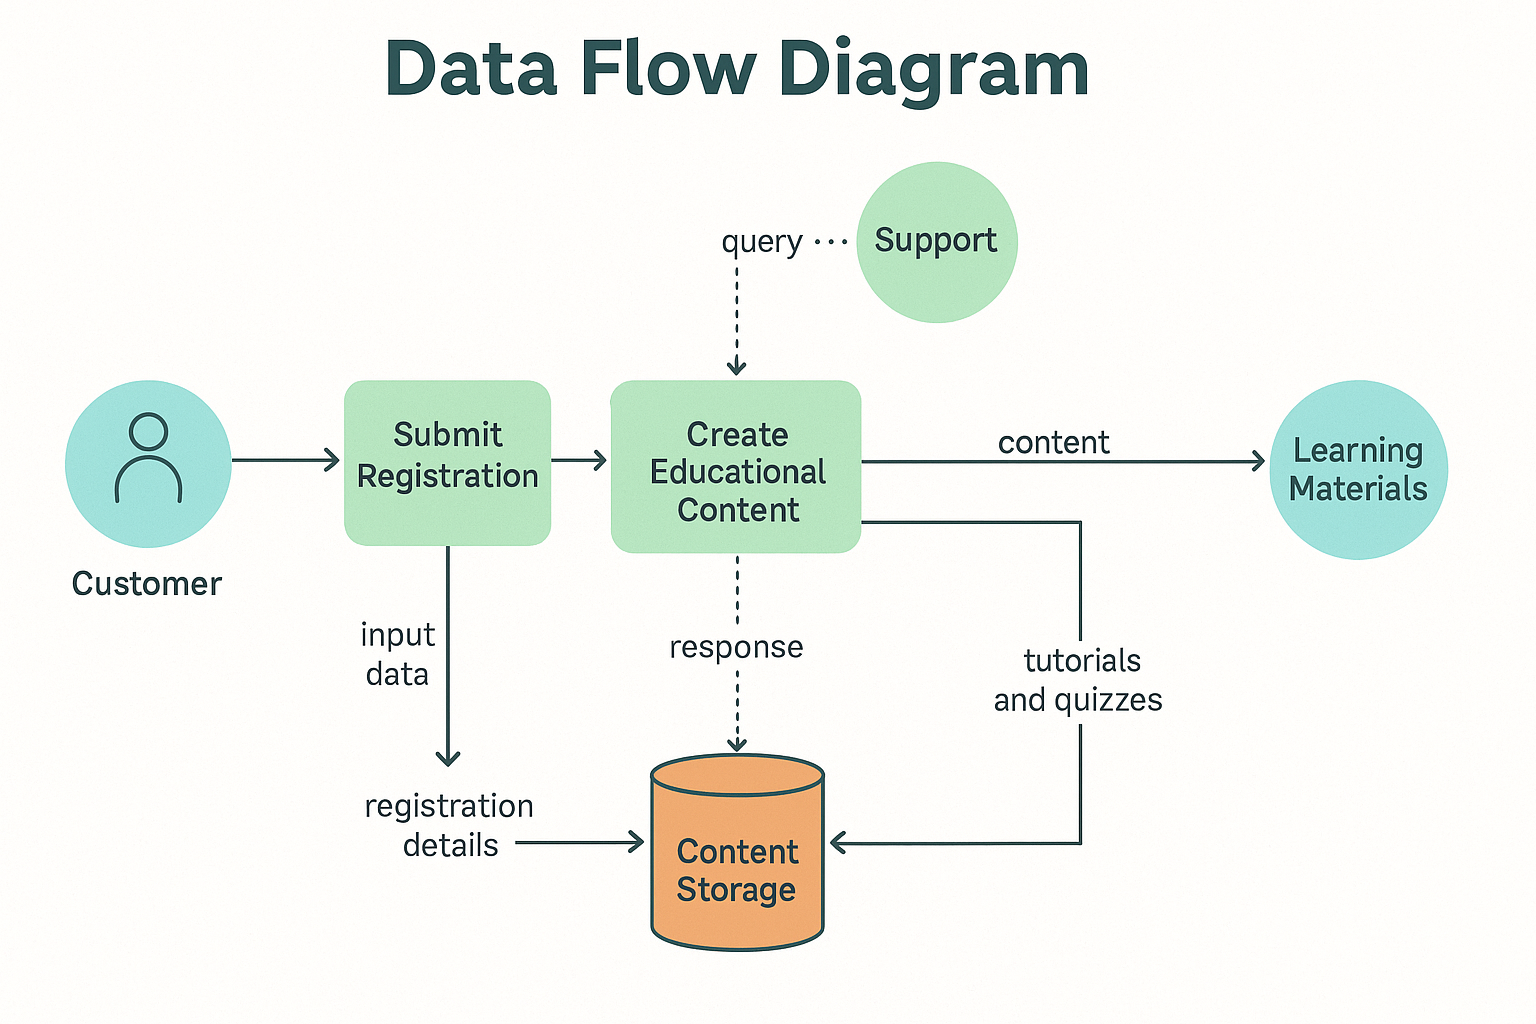 Data Flow Diagram
query
Support
Customer
Submit
Registration
Create
Educational
Content
content
Learning
Materials
input
data
response
tutorials
and quizzes
registration
details
Content
Storage